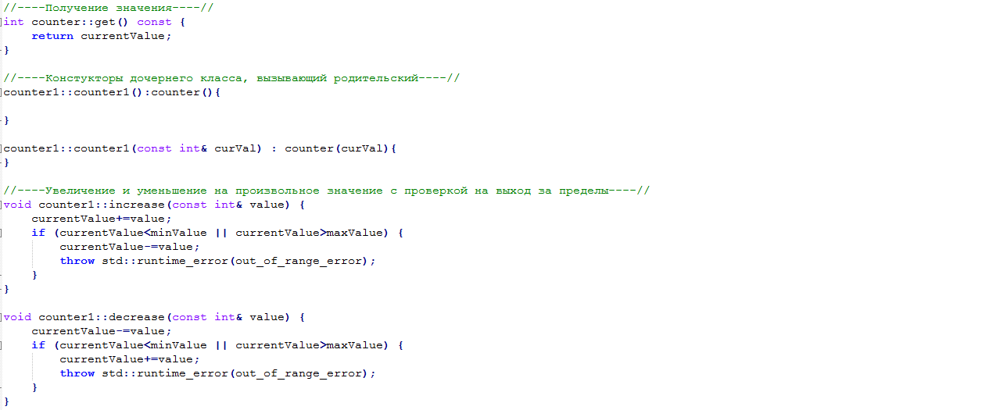 //----Получение значения----//
int counter::get() const {
    return currentValue;
}

//----Констукторы дочернего класса, вызывающий родительский----//
counter1::counter1():counter(){

}

counter1::counter1(const int& curVal) : counter(curVal){
}

//----Увеличение и уменьшение на произвольное значение с проверкой на выход за пределы----//
void counter1::increase(const int& value) {
    currentValue+=value;
    if (currentValue<minValue || currentValue>maxValue) {
        currentValue-=value;
        throw std::runtime_error(out_of_range_error);
    }
}

void counter1::decrease(const int& value) {
    currentValue-=value;
    if (currentValue<minValue || currentValue>maxValue) {
        currentValue+=value;
        throw std::runtime_error(out_of_range_error);
    }
}